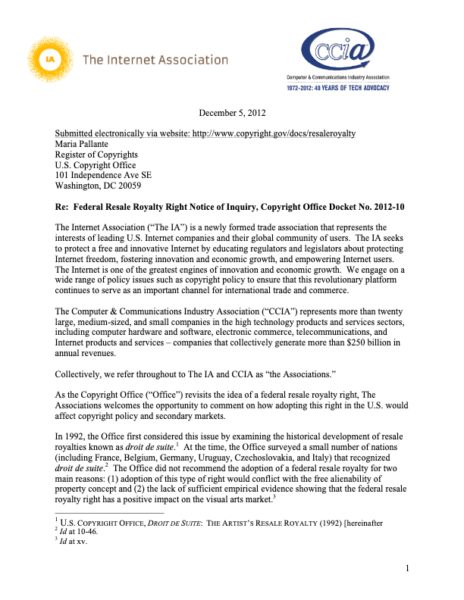 IA
The Internet Association
ccia
Computer & Communications Industry Association
1972-2012: 40 YEARS OF TECH ADVOCACY
December 5, 2012
Submitted electronically via website: http://www.copyright.gov/docs/resaleroyalty
Maria Pallante
Register of Copyrights
U.S. Copyright Office
101 Independence Ave SE
Washington, DC 20059
Re: Federal Resale Royalty Right Notice of Inquiry, Copyright Office Docket No. 2012-10
The Internet Association ("The IA") is a newly formed trade association that represents the
interests of leading U.S. Internet companies and their global community of users. The IA seeks
to protect a free and innovative Internet by educating regulators and legislators about protecting
Internet freedom, fostering innovation and economic growth, and empowering Internet users.
The Internet is one of the greatest engines of innovation and economic growth. We engage on a
wide range of policy issues such as copyright policy to ensure that this revolutionary platform
continues to serve as an important channel for international trade and commerce.
The Computer & Communications Industry Association ("CCIA") represents more than twenty
large, medium-sized, and small companies in the high technology products and services sectors,
including computer hardware and software, electronic commerce, telecommunications, and
Internet products and services – companies that collectively generate more than $250 billion in
annual revenues.
Collectively, we refer throughout to The IA and CCIA as "the Associations."
As the Copyright Office ("Office") revisits the idea of a federal resale royalty right, The
Associations welcomes the opportunity to comment on how adopting this right in the U.S. would
affect copyright policy and secondary markets.
In 1992, the Office first considered this issue by examining the historical development of resale
royalties known as droit de suite.1 At the time, the Office surveyed a small number of nations
(including France, Belgium, Germany, Uruguay, Czechoslovakia, and Italy) that recognized
droit de suite.2 The Office did not recommend the adoption of a federal resale royalty for two
main reasons: (1) adoption of this type of right would conflict with the free alienability of
property concept and (2) the lack of sufficient empirical evidence showing that the federal resale
royalty right has a positive impact on the visual arts market.3
1 U.S. COPYRIGHT OFFICE, DROIT DE SUITE: THE ARTIST'S RESALE ROYALTY (1992) [hereinafter
2 Id at 10-46.
3 Id at xv.
1